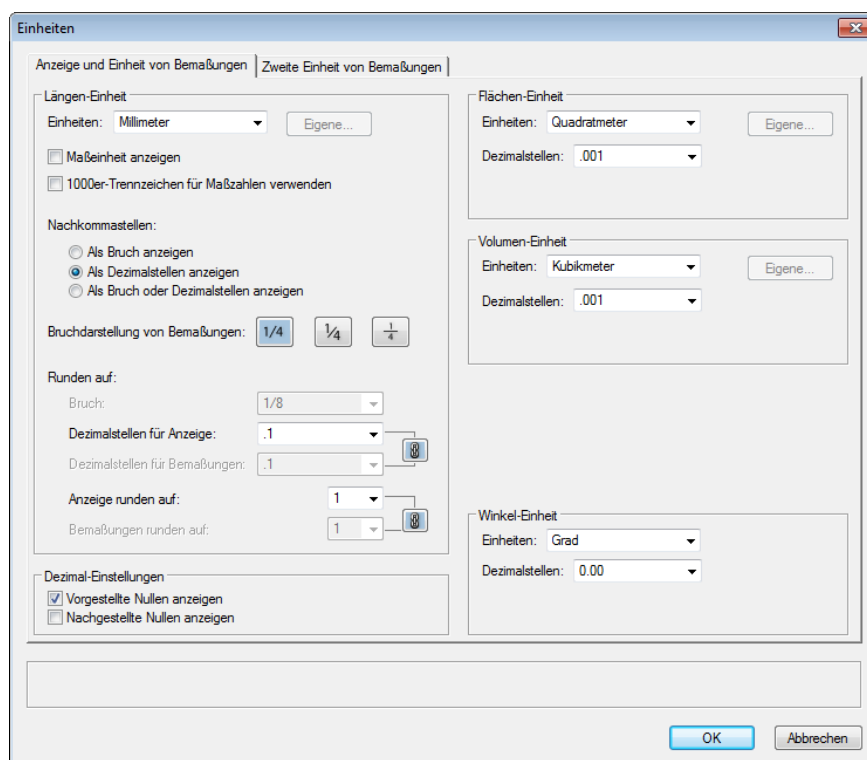 Einheiten
Anzeige und Einheit von Bemaßungen
Zweite Einheit von Bemaßungen
Längen-Einheit
Einheiten: Millimeter Eigene...
Maßeinheit anzeigen
1000er-Trennzeichen für Maßzahlen verwenden
Nachkommastellen:
Als Bruch anzeigen
Als Dezimalstellen anzeigen
Als Bruch oder Dezimalstellen anzeigen
Bruchdarstellung von Bemaßungen: 1/4 1/4 1/4
Runden auf:
Bruch: 1/8
Dezimalstellen für Anzeige: .1
Dezimalstellen für Bemaßungen: .1
Anzeige runden auf: 1
Bemaßungen runden auf: 1
Dezimal-Einstellungen
Vorgestellte Nullen anzeigen
Nachgestellte Nullen anzeigen
Flächen-Einheit
Einheiten: Quadratmeter Eigene...
Dezimalstellen: .001
Volumen-Einheit
Einheiten: Kubikmeter Eigene...
Dezimalstellen: .001
Winkel-Einheit
Einheiten: Grad
Dezimalstellen: 0.00
OK
Abbrechen